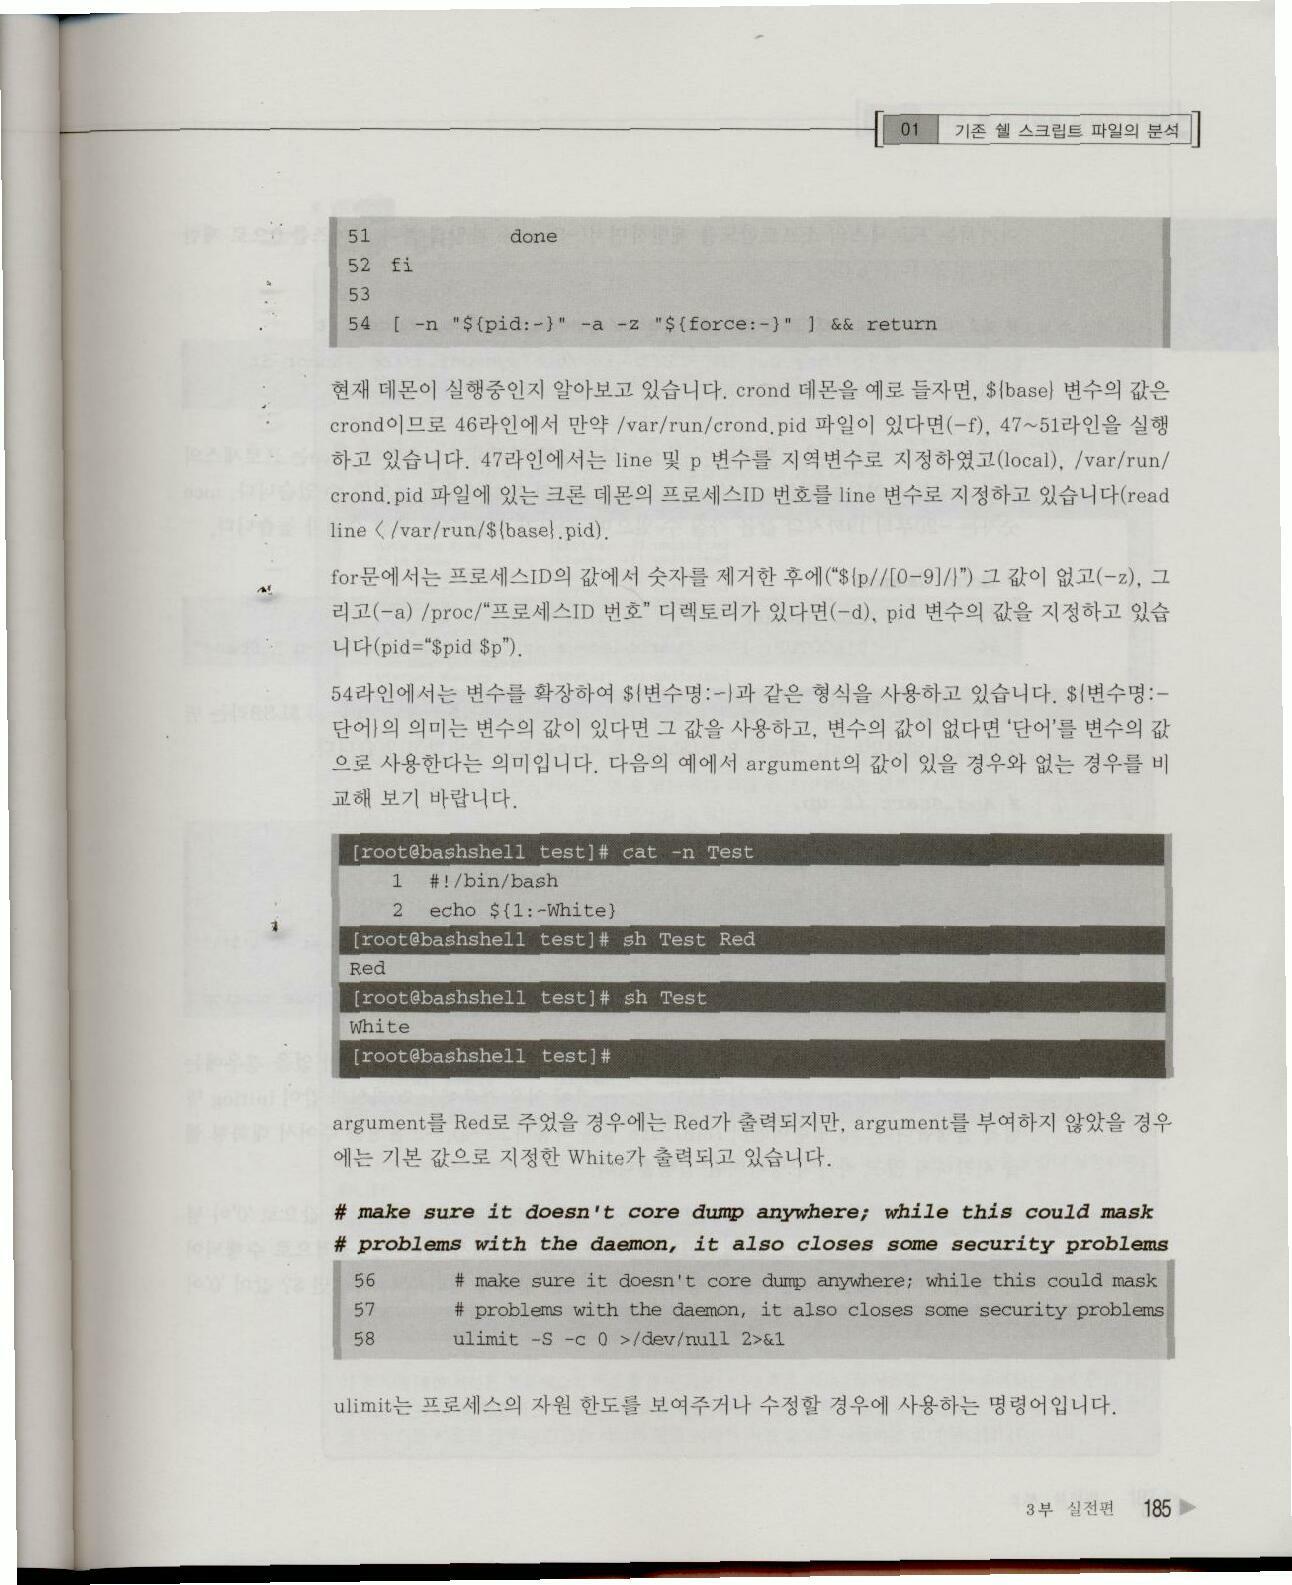 01 기존 쉘 스크립트 파일의 분석
51 done
52 fi
53
54 [ -n "${pid:-}" -a -z "${force:-}" ] && return
현재 데몬이 실행중인지 알아보고 있습니다. crond 데몬을 예로 들자면, ${base} 변수의 값은
crond이므로 46라인에서 만약 /var/run/crond.pid 파일이 있다면(-f), 47~51라인을 실행
하고 있습니다. 47라인에서는 line 및 p 변수를 지역변수로 지정하였고(local), /var/run/
crond.pid 파일에 있는 크론 데몬의 프로세스ID 번호를 line 변수로 지정하고 있습니다(read
line < /var/run/${base}.pid).
for문에서는 프로세스ID의 값에서 숫자를 제거한 후에("${p//[0-9]/}") 그 값이 없고(-z), 그
리고(-a) /proc/"프로세스ID 번호" 디렉토리가 있다면(-d), pid 변수의 값을 지정하고 있습
니다(pid="$pid $p").
54라인에서는 변수를 확장하여 ${변수명:-}과 같은 형식을 사용하고 있습니다. ${변수명:-
단어}의 의미는 변수의 값이 있다면 그 값을 사용하고, 변수의 값이 없다면 '단어'를 변수의 값
으로 사용한다는 의미입니다. 다음의 예에서 argument의 값이 있을 경우와 없는 경우를 비
교해 보기 바랍니다.
[root@bashshell test]# cat -n Test
1 #!/bin/bash
2 echo ${1:-White}
[root@bashshell test]# sh Test Red
Red
[root@bashshell test]# sh Test
White
[root@bashshell test]#
argument를 Red로 주었을 경우에는 Red가 출력되지만, argument를 부여하지 않았을 경우
에는 기본 값으로 지정한 White가 출력되고 있습니다.
# make sure it doesn't core dump anywhere; while this could mask
# problems with the daemon, it also closes some security problems
56 # make sure it doesn't core dump anywhere; while this could mask
57 # problems with the daemon, it also closes some security problems
58 ulimit -S -c 0 >/dev/null 2>&1
ulimit는 프로세스의 자원 한도를 보여주거나 수정할 경우에 사용하는 명령어입니다.
3부 실전편 185